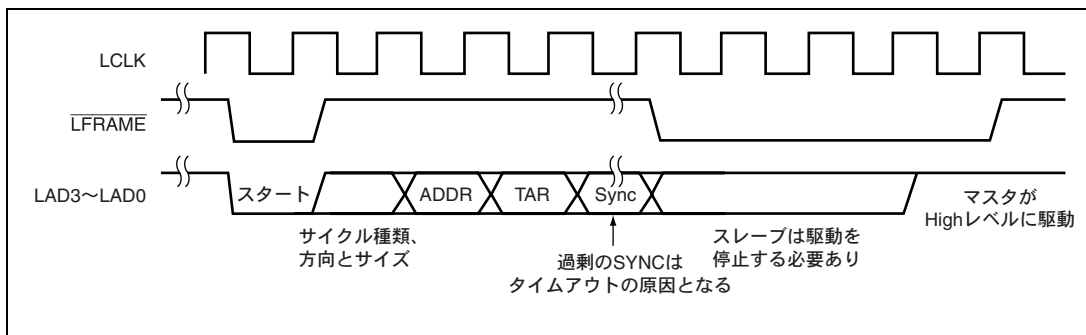 LCLK
LFRAME
LAD3～LAD0
スタート
ADDR
TAR
Sync
マスタが
Highレベルに駆動
サイクル種類、
方向とサイズ
スレーブは駆動を
停止する必要あり
過剰のSYNCは
タイムアウトの原因となる